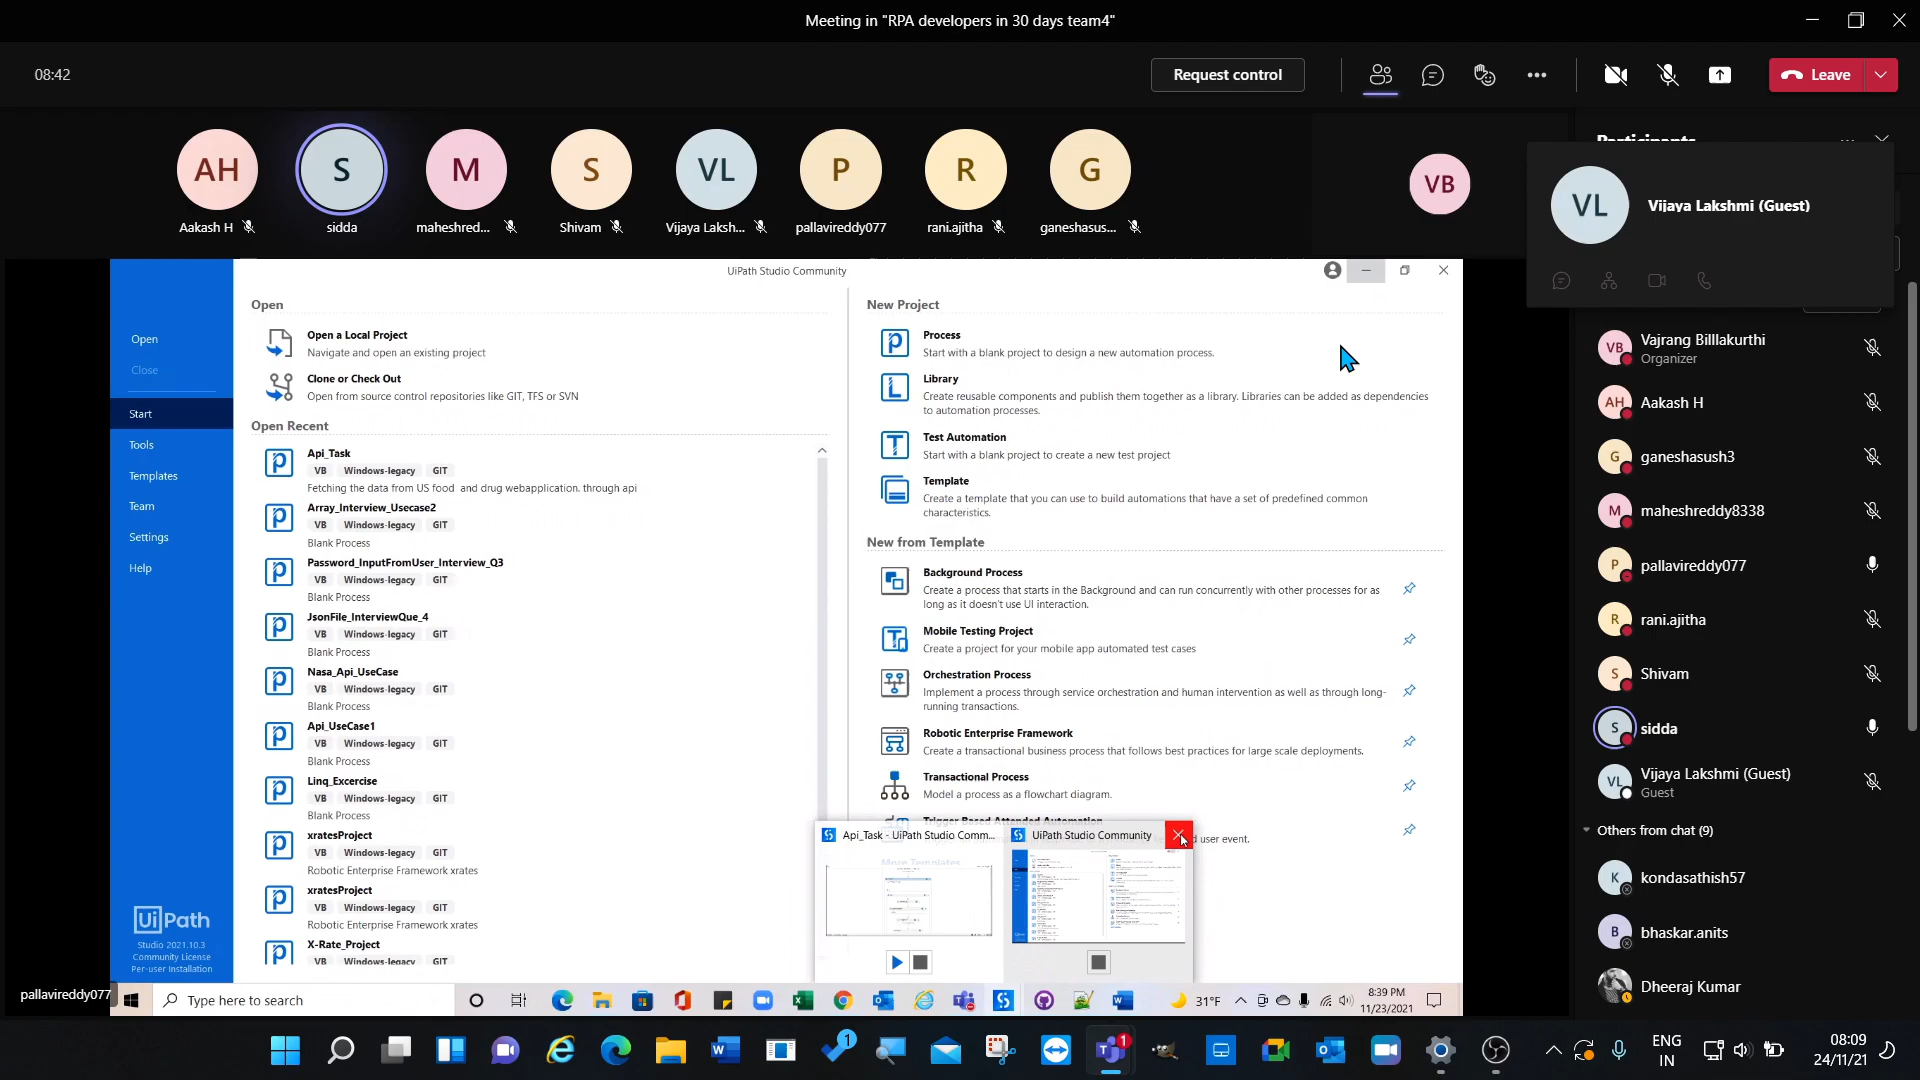 Meeting in "RPA developers in 30 days team4"
08:42
Request control
Leave
AH
S
M
S
VL
P
R
G
VB
Aakash H
sidda
maheshred...
Shivam
Vijaya Laksh...
pallavireddy077
rani.ajitha
ganeshasus...
Participants
VL
Vijaya Lakshmi (Guest)
UiPath Studio Community
Open
Close
Start
Tools
Templates
Team
Settings
Help
UiPath
Studio 2021.10.3
Community License
Per-user Installation
Open
Open a Local Project
Navigate and open an existing project
Clone or Check Out
Open from source control repositories like GIT, TFS or SVN
Open Recent
Api_Task
VB Windows-legacy GIT
Fetching the data from US food and drug webapplication. through api
Array_Interview_Usecase2
VB Windows-legacy GIT
Blank Process
Password_InputFromUser_Interview_Q3
VB Windows-legacy GIT
Blank Process
JsonFile_InterviewQue_4
VB Windows-legacy GIT
Blank Process
Nasa_Api_UseCase
VB Windows-legacy GIT
Blank Process
Api_UseCase1
VB Windows-legacy GIT
Blank Process
Linq_Excercise
VB Windows-legacy GIT
Blank Process
xratesProject
VB Windows-legacy GIT
Robotic Enterprise Framework xrates
xratesProject
VB Windows-legacy GIT
Robotic Enterprise Framework xrates
X-Rate_Project
VB Windows-legacy GIT
New Project
Process
Start with a blank project to design a new automation process.
Library
Create reusable components and publish them together as a library. Libraries can be added as dependencies
to automation processes.
Test Automation
Start with a blank project to create a new test project
Template
Create a template that you can use to build automations that have a set of predefined common
characteristics.
New from Template
Background Process
Create a process that starts in the Background and can run concurrently with other processes for as
long as it doesn't use UI interaction.
Mobile Testing Project
Create a project for your mobile app automated test cases
Orchestration Process
Implement a process through service orchestration and human intervention as well as through long-
running transactions.
Robotic Enterprise Framework
Create a transactional business process that follows best practices for large scale deployments.
Transactional Process
Model a process as a flowchart diagram.
Trigger Based Attended Automation
user event.
More Templates
Api_Task - UiPath Studio Comm...
UiPath Studio Community
VB Vajrang Billlakurthi
Organizer
AH Aakash H
G ganeshasush3
M maheshreddy8338
P pallavireddy077
R rani.ajitha
S Shivam
S sidda
VL Vijaya Lakshmi (Guest)
Guest
Others from chat (9)
K kondasathish57
B bhaskar.anits
Dheeraj Kumar
pallavireddy077
Type here to search
31°F
8:39 PM
11/23/2021
1
1
ENG
IN
08:09
24/11/21